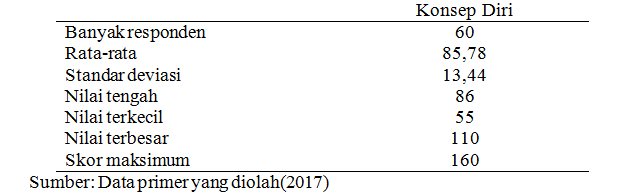 Konsep Diri
Banyak responden 60
Rata-rata 85,78
Standar deviasi 13,44
Nilai tengah 86
Nilai terkecil 55
Nilai terbesar 110
Skor maksimum 160
Sumber: Data primer yang diolah(2017)